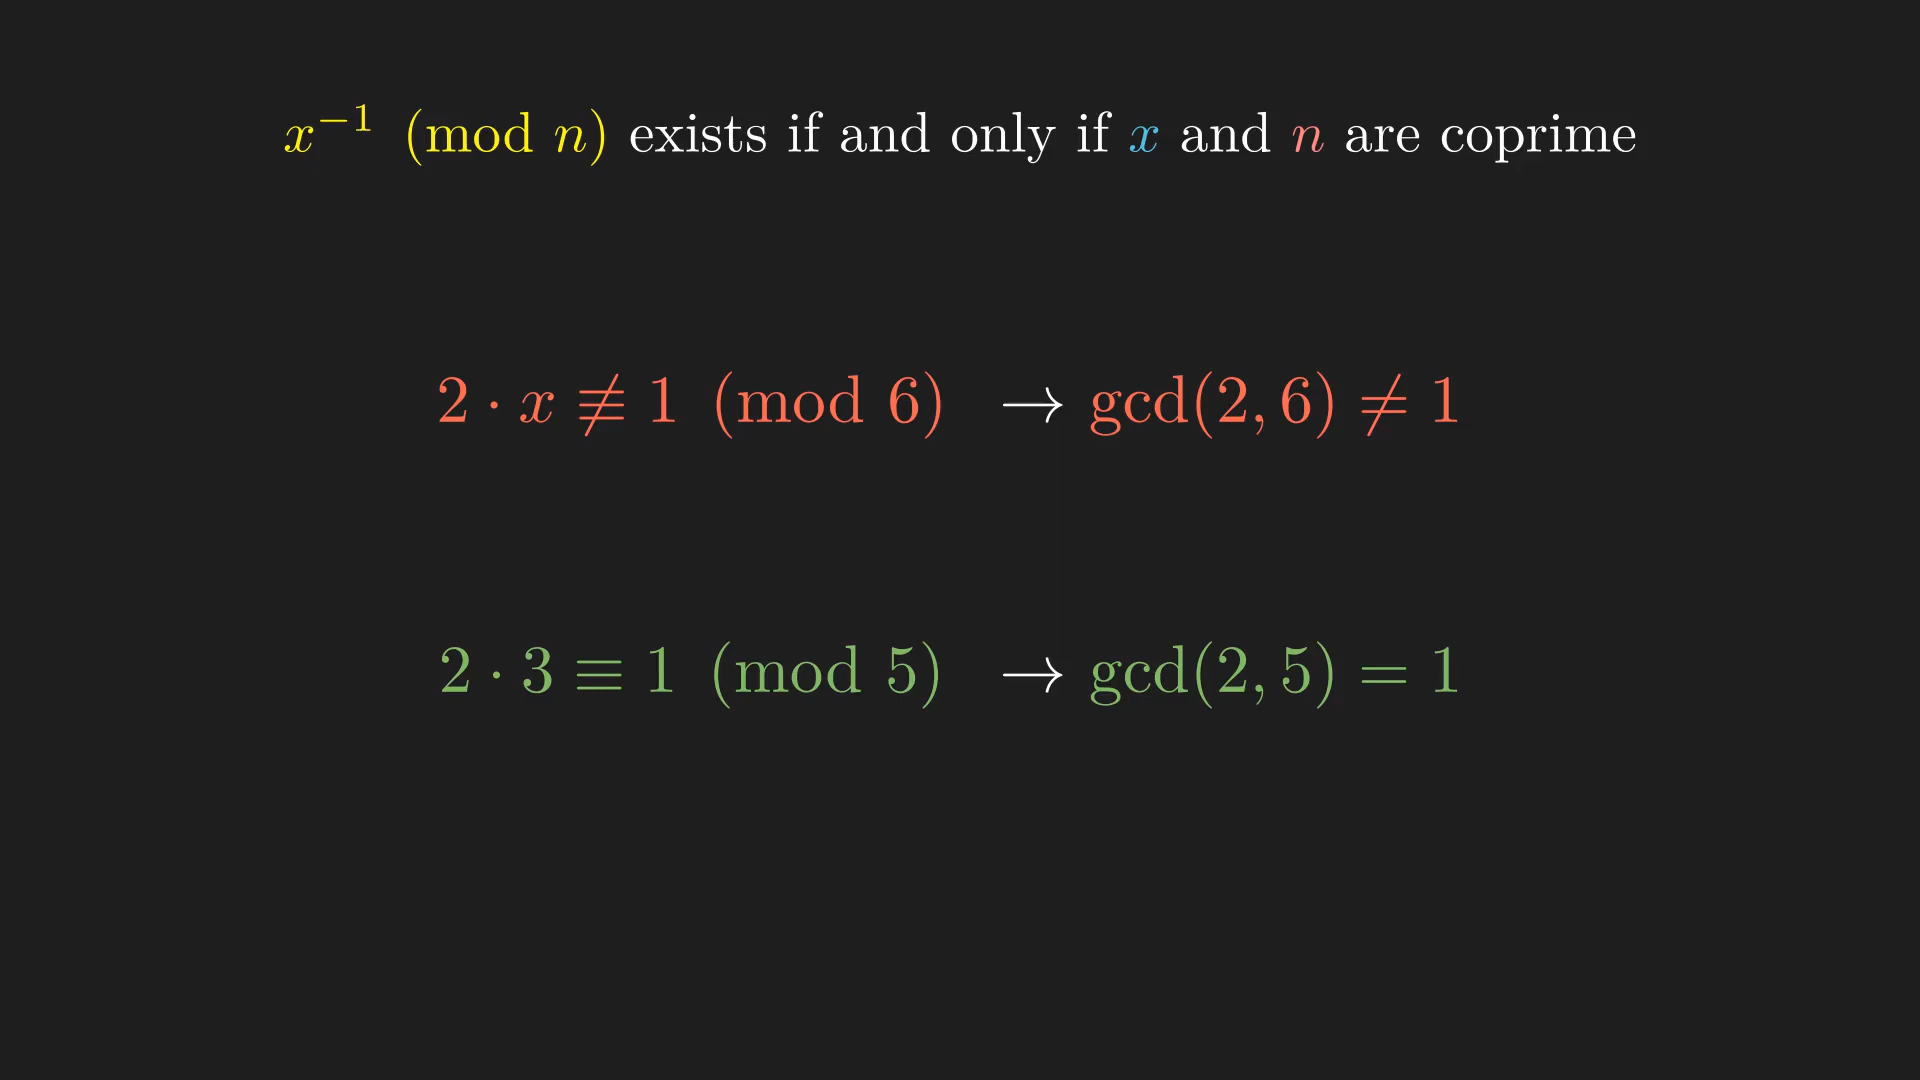 x⁻¹ (mod n) exists if and only if x and n are coprime
2 · x ≢ 1 (mod 6) → gcd(2, 6) ≠ 1
2 · 3 ≡ 1 (mod 5) → gcd(2, 5) = 1